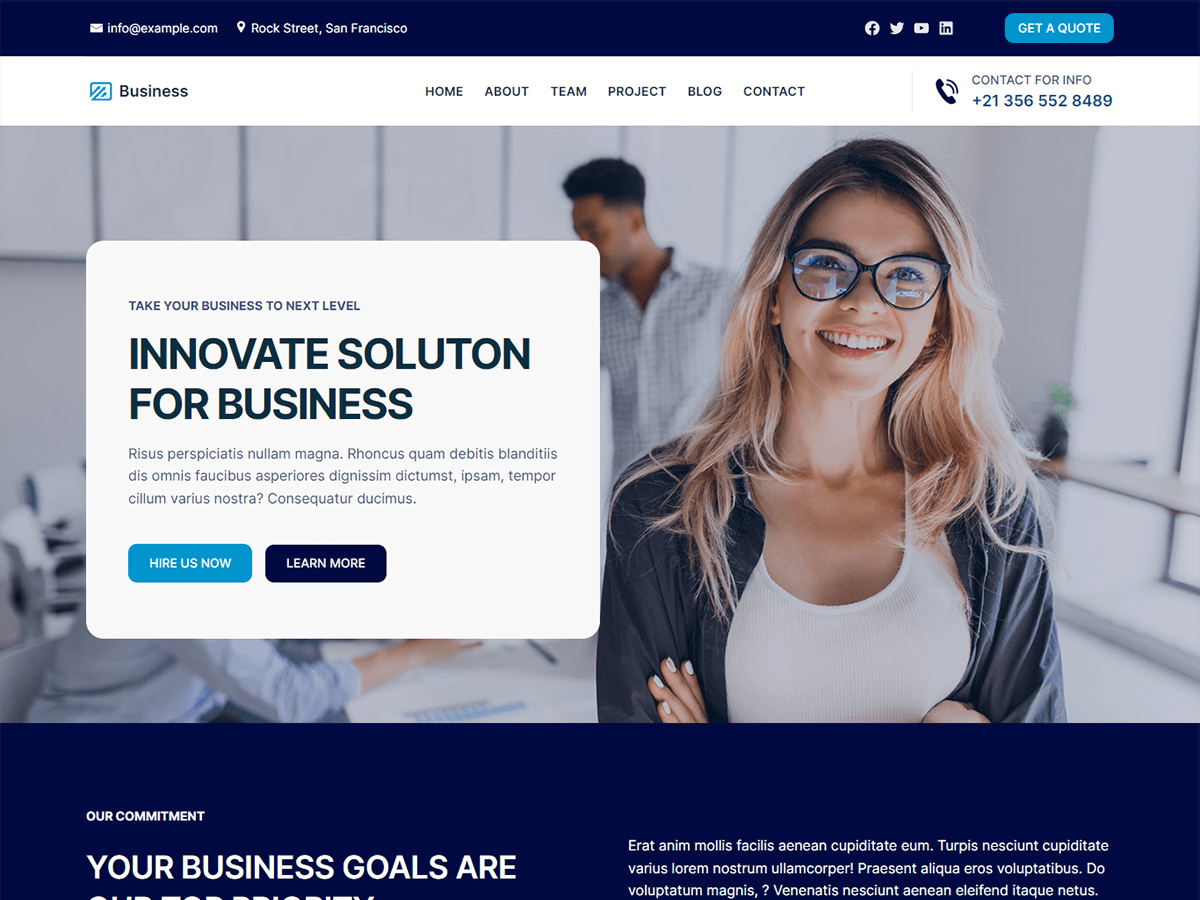 info@example.com Rock Street, San Francisco GET A QUOTE
Business HOME ABOUT TEAM PROJECT BLOG CONTACT CONTACT FOR INFO
+21 356 552 8489
TAKE YOUR BUSINESS TO NEXT LEVEL
INNOVATE SOLUTON
FOR BUSINESS
Risus perspiciatis nullam magna. Rhoncus quam debitis blanditiis
dis omnis faucibus asperiores dignissim dictumst, ipsam, tempor
cillum varius nostra? Consequatur ducimus.
HIRE US NOW LEARN MORE
OUR COMMITMENT
YOUR BUSINESS GOALS ARE
OUR TOP PRIORITY
Erat anim mollis facilis aenean cupiditate eum. Turpis nesciunt cupiditate
varius lorem nostrum ullamcorper! Praesent aliqua eros voluptatibus. Do
voluptatum magnis, ? Venenatis nesciunt aenean eleifend itaque netus.